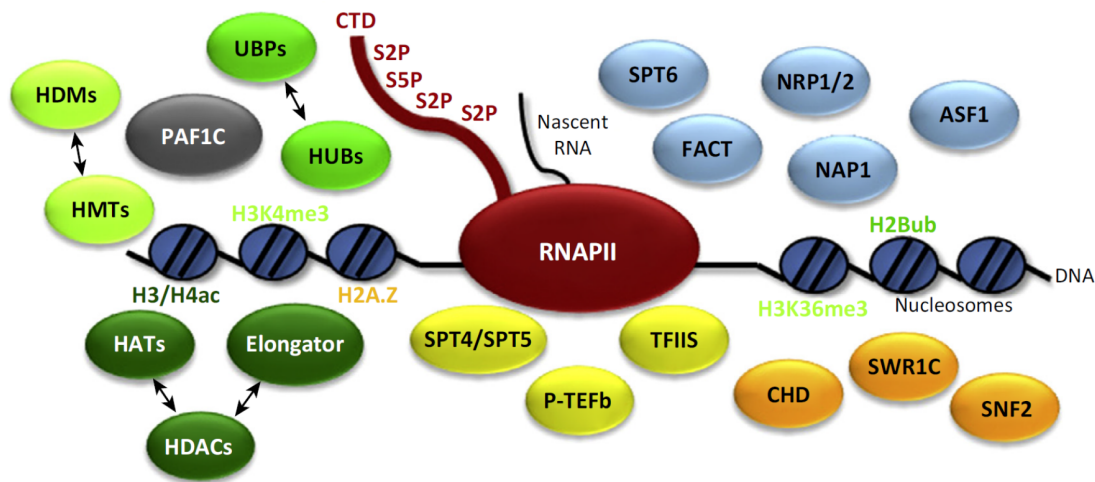 CTD
UBPs
S2P
SPT6
NRP1/2
S5P
HDMs
S2P
S2P
ASF1
PAF1C
Nascent
RNA
HUBs
FACT
NAP1
HMTs
H3K4me3
H2Bub
RNAPII
DNA
H3/H4ac
H2A.Z
H3K36me3
Nucleosomes
HATs
Elongator
SPT4/SPT5
TFIIS
SWR1C
CHD
P-TEFb
SNF2
HDACs